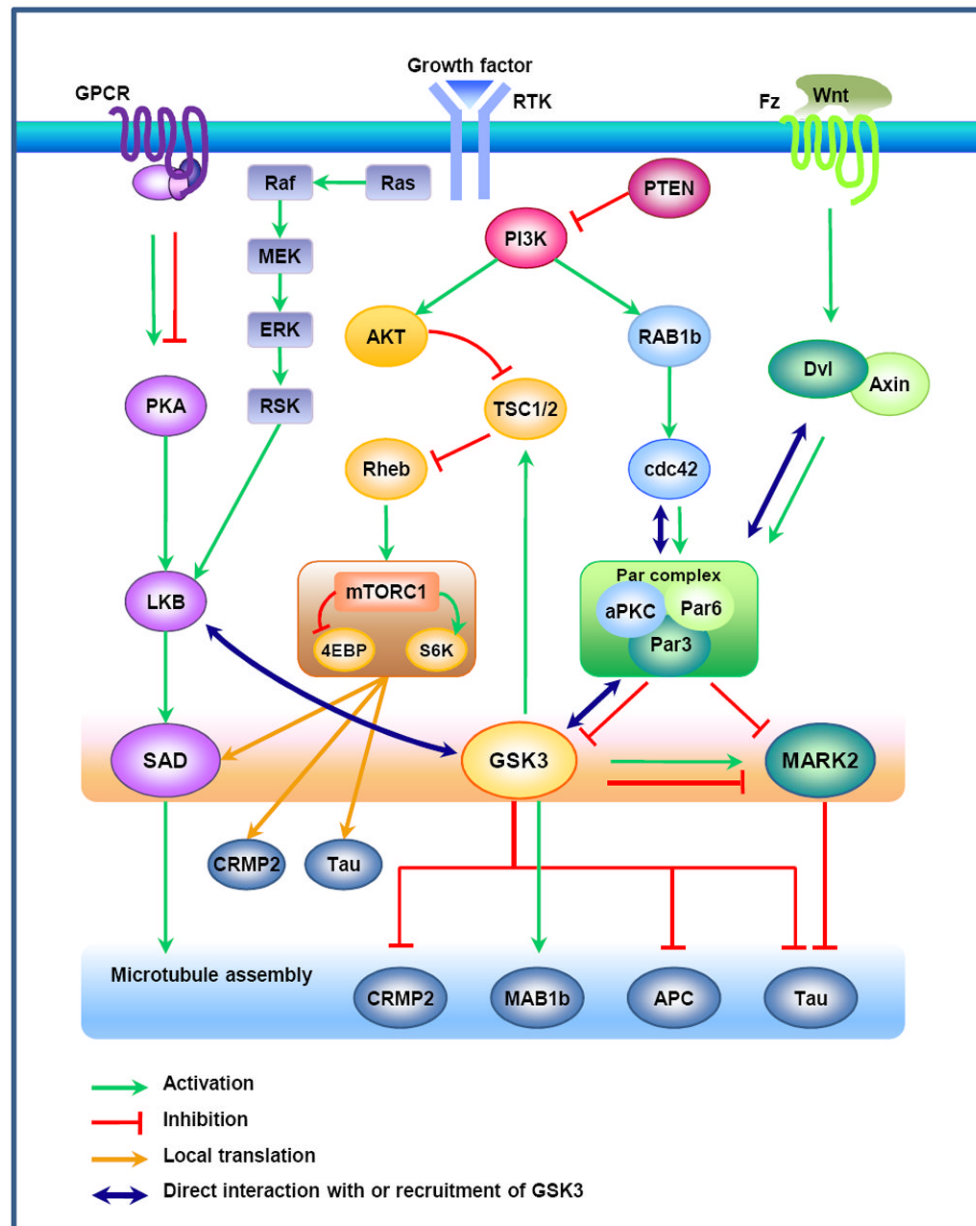 Growth factor
GPCR
RTK
Fz
Wnt
Raf
Ras
PTEN
PI3K
MEK
ERK
AKT
RAB1b
Dvl
Axin
PKA
RSK
TSC1/2
Rheb
cdc42
LKB
mTORC1
4EBP
S6K
Par complex
aPKC
Par6
Par3
SAD
GSK3
MARK2
CRMP2
Tau
Microtubule assembly
CRMP2
MAB1b
APC
Tau
Activation
Inhibition
Local translation
Direct interaction with or recruitment of GSK3